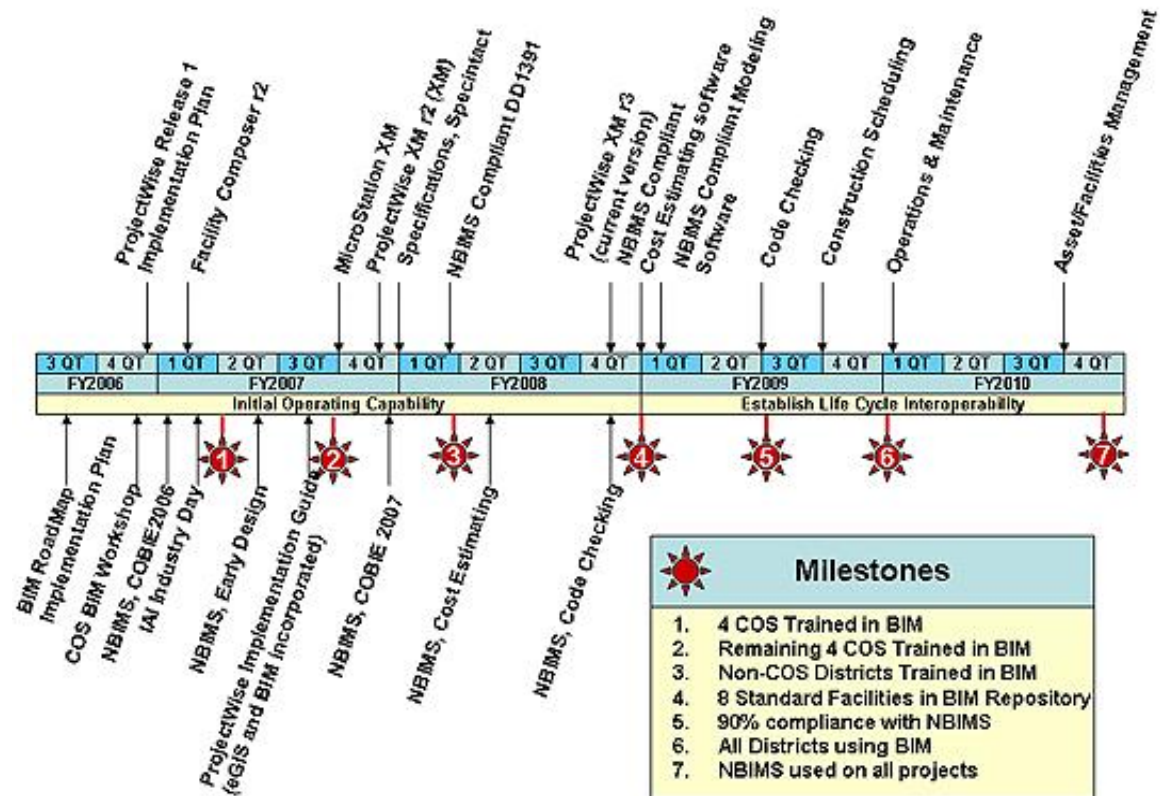 ProjectWise Release 1
Implementation Plan
Facility Composer r2
MicroStation XM
ProjectWise XM r2 (XM)
Specifications, Specintact
NBIMS Compliant DD1391
ProjectWise XM r3
(current version)
NBIMS Compliant
Cost Estimating software
NBIMS Compliant Modeling
Software
Code Checking
Construction Scheduling
Operations & Maintenance
Asset/Facilities Management
3 QT 4 QT 1 QT 2 QT 3 QT 4 QT 1 QT 2 QT 3 QT 4 QT 1 QT 2 QT 3 QT 4 QT 1 QT 2 QT 3 QT 4 QT
FY2006 FY2007 FY2008 FY2009 FY2010
Initial Operating Capability Establish Life Cycle Interoperability
1 2 3 4 5 6 7
BIM RoadMap
Implementation Plan
COS BIM Workshop
NBIMS, COBIE2006
IAI Industry Day
NBIMS, Early Design
ProjectWise Implementation Guide
(eGIS and BIM incorporated)
NBIMS, COBIE 2007
NBIMS, Cost Estimating
NBIMS, Code Checking
Milestones
1. 4 COS Trained in BIM
2. Remaining 4 COS Trained in BIM
3. Non-COS Districts Trained in BIM
4. 8 Standard Facilities in BIM Repository
5. 90% compliance with NBIMS
6. All Districts using BIM
7. NBIMS used on all projects